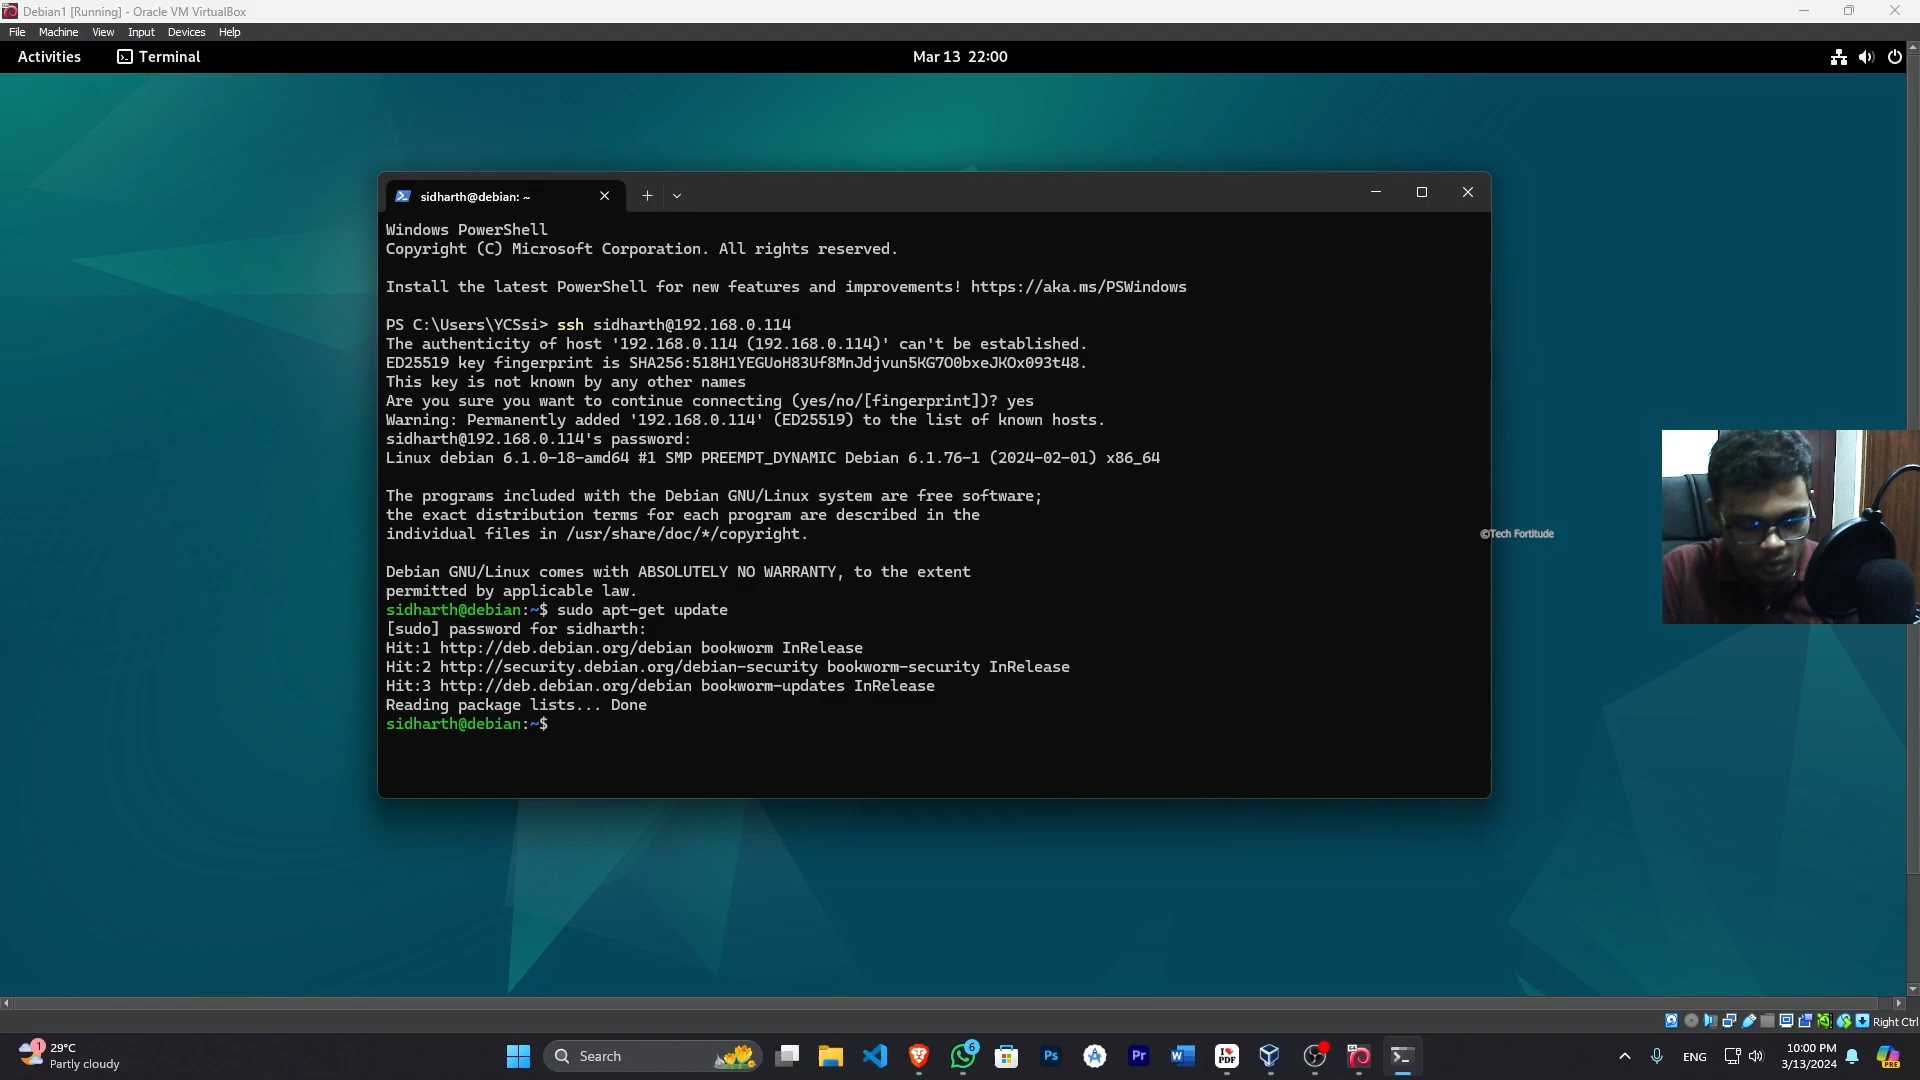 Debian1 [Running] - Oracle VM VirtualBox
File Machine View Input Devices Help
Activities Terminal Mar 13 22:00
sidharth@debian: ~
Windows PowerShell
Copyright (C) Microsoft Corporation. All rights reserved.
Install the latest PowerShell for new features and improvements! https://aka.ms/PSWindows
PS C:\Users\YCSsi> ssh sidharth@192.168.0.114
The authenticity of host '192.168.0.114 (192.168.0.114)' can't be established.
ED25519 key fingerprint is SHA256:518H1YEGUoH83Uf8MnJdjvun5KG7O0bxeJKOx093t48.
This key is not known by any other names
Are you sure you want to continue connecting (yes/no/[fingerprint])? yes
Warning: Permanently added '192.168.0.114' (ED25519) to the list of known hosts.
sidharth@192.168.0.114's password:
Linux debian 6.1.0-18-amd64 #1 SMP PREEMPT_DYNAMIC Debian 6.1.76-1 (2024-02-01) x86_64
The programs included with the Debian GNU/Linux system are free software;
the exact distribution terms for each program are described in the
individual files in /usr/share/doc/*/copyright.
Debian GNU/Linux comes with ABSOLUTELY NO WARRANTY, to the extent
permitted by applicable law.
sidharth@debian:~$ sudo apt-get update
[sudo] password for sidharth:
Hit:1 http://deb.debian.org/debian bookworm InRelease
Hit:2 http://security.debian.org/debian-security bookworm-security InRelease
Hit:3 http://deb.debian.org/debian bookworm-updates InRelease
Reading package lists... Done
sidharth@debian:~$
©Tech Fortitude
Right Ctrl
1
29°C
Partly cloudy
Search
6
Ps
Pr
W
I
PDF
ENG
10:00 PM
3/13/2024
PRE